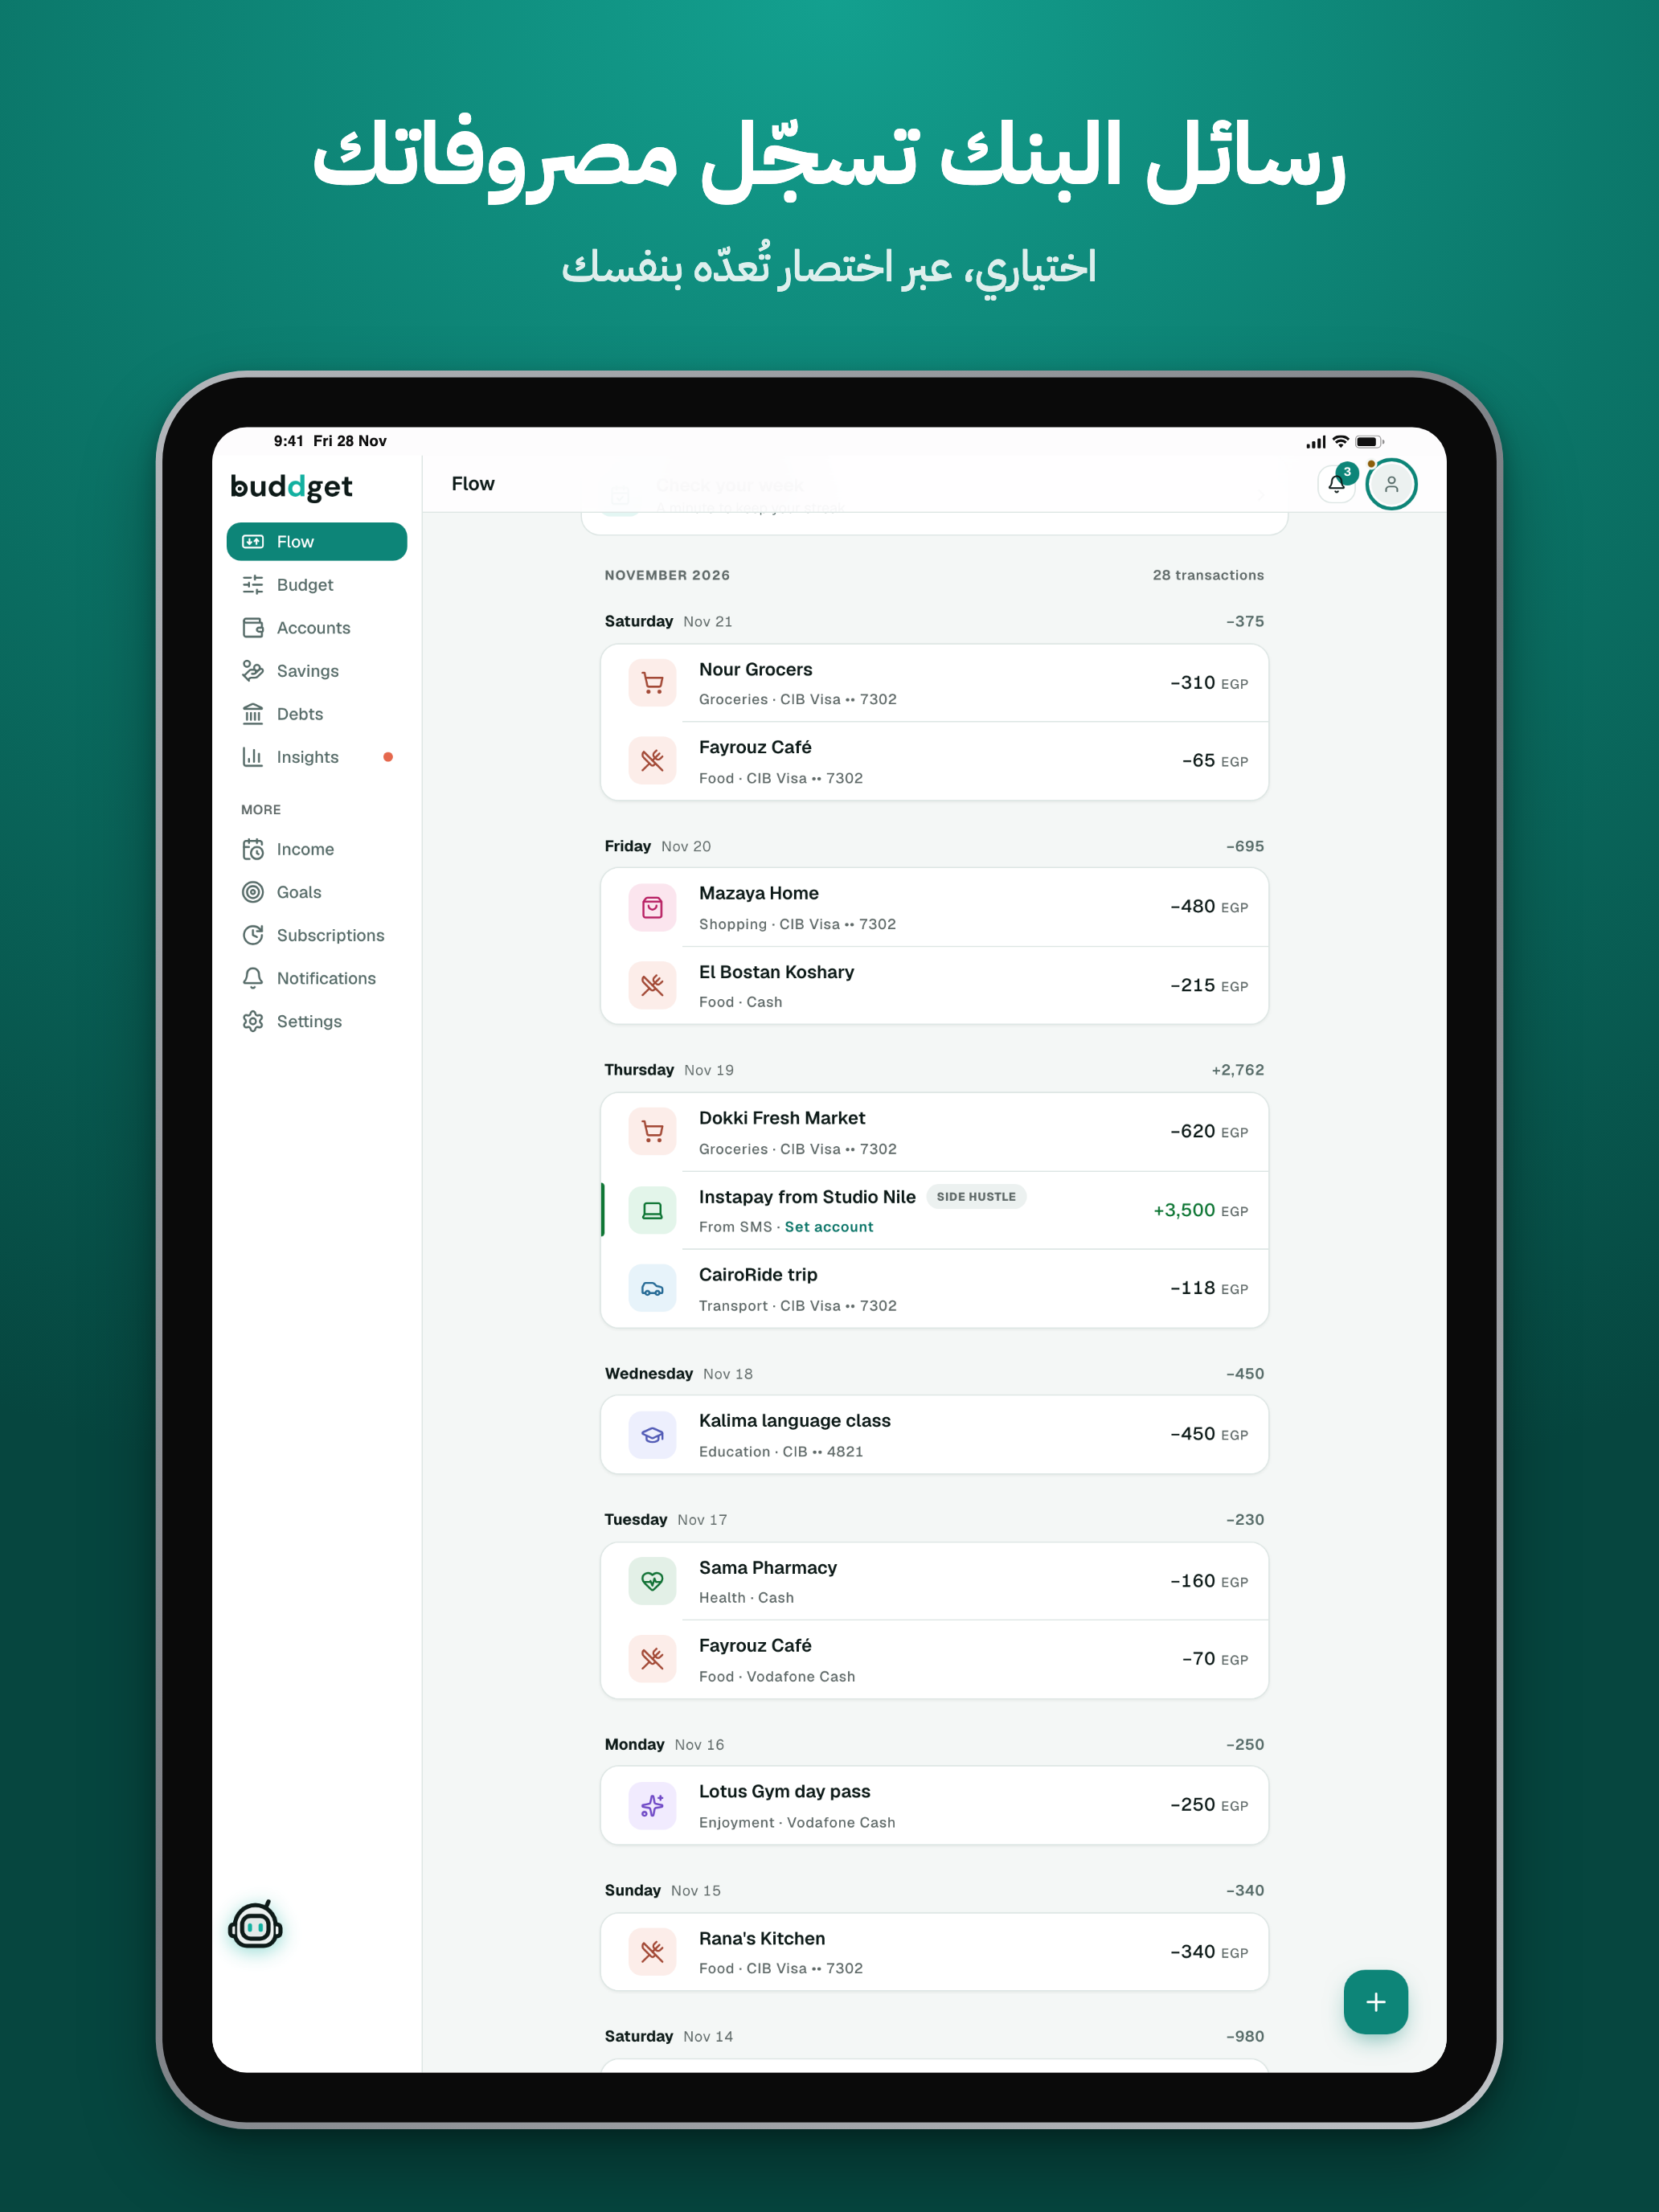 رسائل البنك تسجّل مصروفاتك
اختياري، عبر اختصار تُعدّه بنفسك
9:41 Fri 28 Nov
buddget
Flow
Budget
Accounts
Savings
Debts
Insights
MORE
Income
Goals
Subscriptions
Notifications
Settings
Flow
3
Check your week
A minute to keep your streak
NOVEMBER 2026 28 transactions
Saturday Nov 21 −375
Nour Grocers
Groceries · CIB Visa •• 7302
−310 EGP
Fayrouz Café
Food · CIB Visa •• 7302
−65 EGP
Friday Nov 20 −695
Mazaya Home
Shopping · CIB Visa •• 7302
−480 EGP
El Bostan Koshary
Food · Cash
−215 EGP
Thursday Nov 19 +2,762
Dokki Fresh Market
Groceries · CIB Visa •• 7302
−620 EGP
Instapay from Studio Nile SIDE HUSTLE
From SMS · Set account
+3,500 EGP
CairoRide trip
Transport · CIB Visa •• 7302
−118 EGP
Wednesday Nov 18 −450
Kalima language class
Education · CIB •• 4821
−450 EGP
Tuesday Nov 17 −230
Sama Pharmacy
Health · Cash
−160 EGP
Fayrouz Café
Food · Vodafone Cash
−70 EGP
Monday Nov 16 −250
Lotus Gym day pass
Enjoyment · Vodafone Cash
−250 EGP
Sunday Nov 15 −340
Rana's Kitchen
Food · CIB Visa •• 7302
−340 EGP
Saturday Nov 14 −980